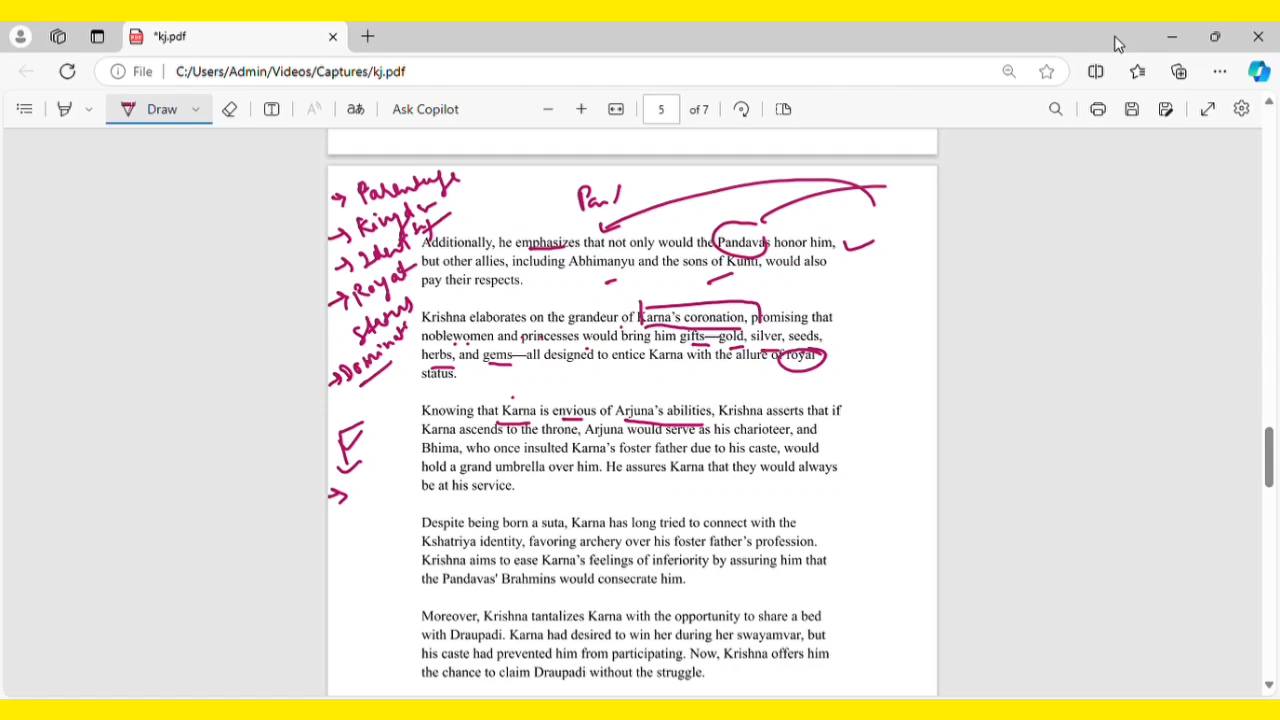 *kj.pdf
File
C:/Users/Admin/Videos/Captures/kj.pdf
Draw
Ask Copilot
5
of 7
→ Parentage
Pan
→ Identity
→ Royal
status
→ Dominate
Additionally, he emphasizes that not only would the Pandavas honor him,
but other allies, including Abhimanyu and the sons of Kunti, would also
pay their respects.
Krishna elaborates on the grandeur of Karna's coronation, promising that
noblewomen and princesses would bring him gifts—gold, silver, seeds,
herbs, and gems—all designed to entice Karna with the allure of royal
status.
Knowing that Karna is envious of Arjuna's abilities, Krishna asserts that if
Karna ascends to the throne, Arjuna would serve as his charioteer, and
Bhima, who once insulted Karna's foster father due to his caste, would
hold a grand umbrella over him. He assures Karna that they would always
be at his service.
Despite being born a suta, Karna has long tried to connect with the
Kshatriya identity, favoring archery over his foster father's profession.
Krishna aims to ease Karna's feelings of inferiority by assuring him that
the Pandavas' Brahmins would consecrate him.
Moreover, Krishna tantalizes Karna with the opportunity to share a bed
with Draupadi. Karna had desired to win her during her swayamvar, but
his caste had prevented him from participating. Now, Krishna offers him
the chance to claim Draupadi without the struggle.